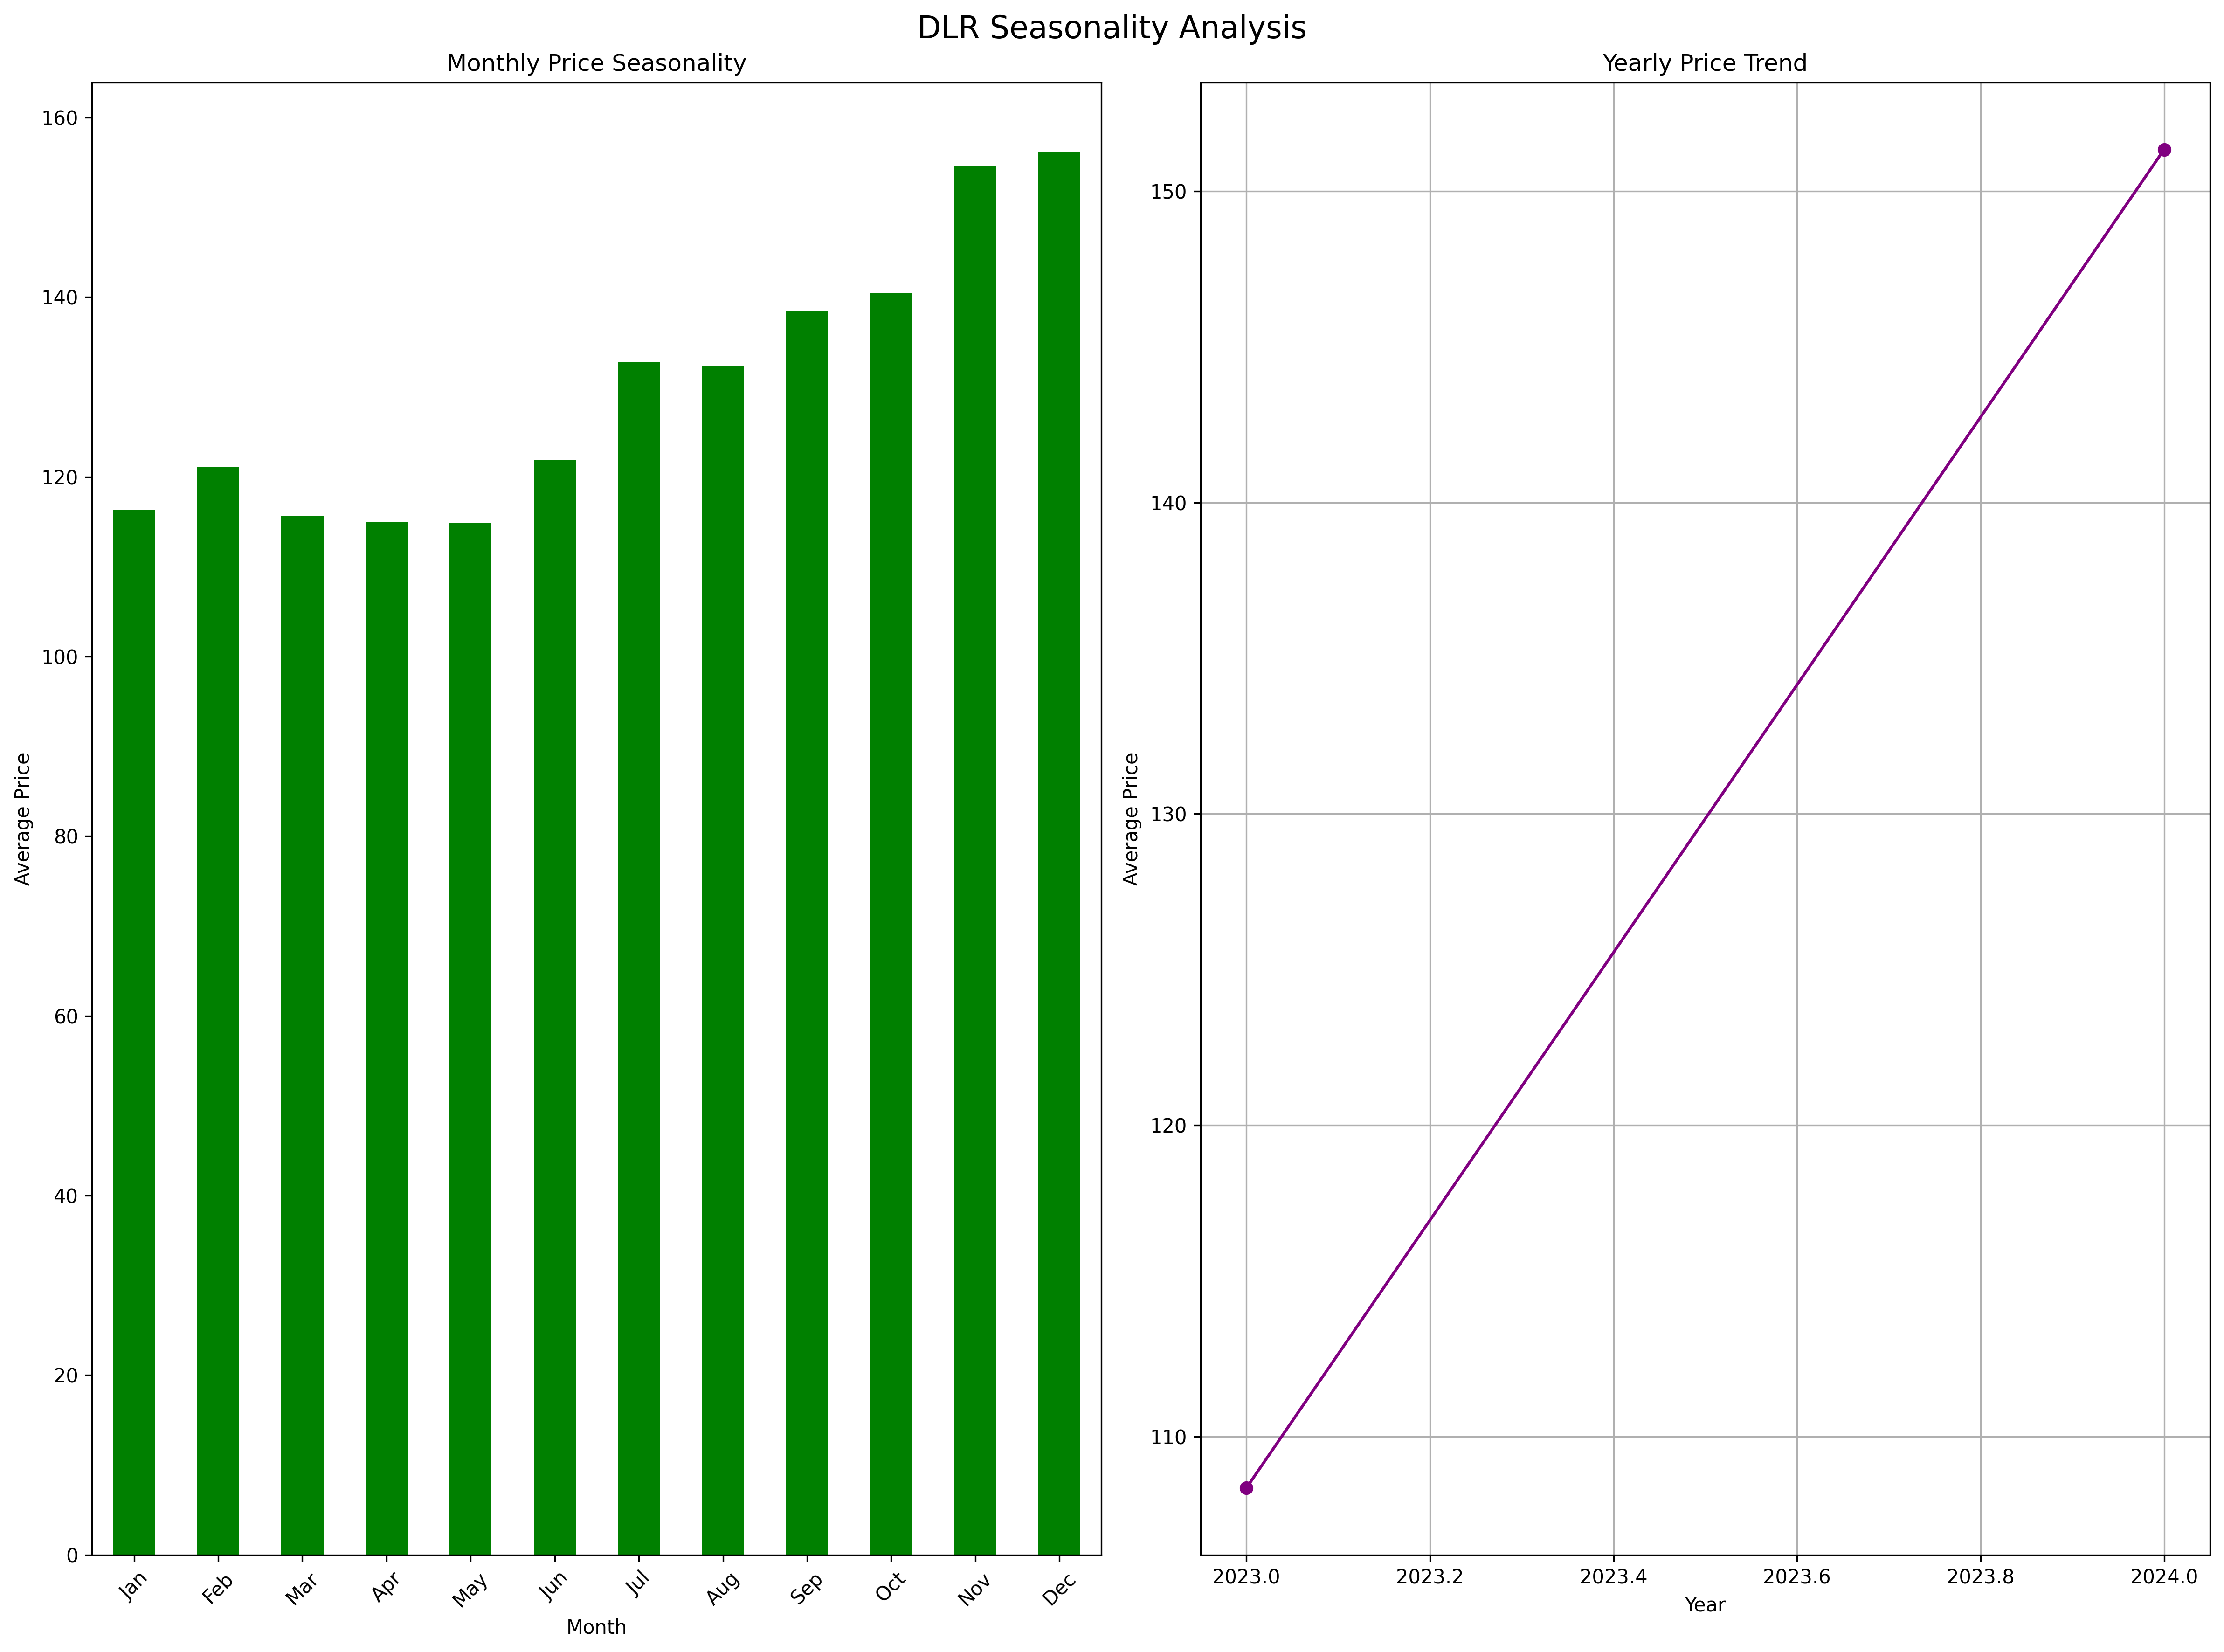 DLR Seasonality Analysis
Monthly Price Seasonality
Average Price
160
140
120
100
80
60
40
20
0
Jan
Feb
Mar
Apr
May
Jun
Jul
Aug
Sep
Oct
Nov
Dec
Month
Yearly Price Trend
Average Price
150
140
130
120
110
2023.0
2023.2
2023.4
2023.6
2023.8
2024.0
Year